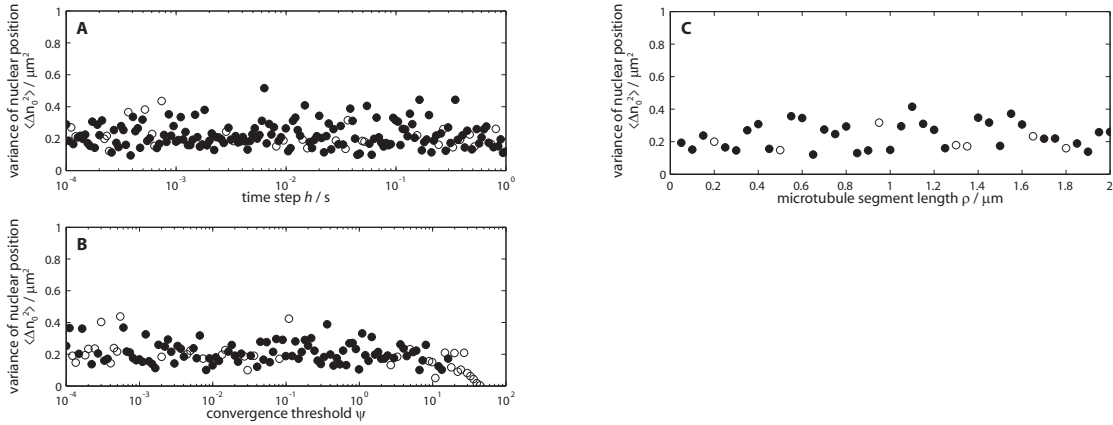 A
variance of nuclear position
⟨Δn₀²⟩ / μm²
1
0.8
0.6
0.4
0.2
0
10⁻⁴ 10⁻³ 10⁻² 10⁻¹ 10⁰
time step h / s
B
variance of nuclear position
⟨Δn₀²⟩ / μm²
1
0.8
0.6
0.4
0.2
0
10⁻⁴ 10⁻³ 10⁻² 10⁻¹ 10⁰ 10¹ 10²
convergence threshold ψ
C
variance of nuclear position
⟨Δn₀²⟩ / μm²
1
0.8
0.6
0.4
0.2
0
0 0.2 0.4 0.6 0.8 1 1.2 1.4 1.6 1.8 2
microtubule segment length ρ / μm